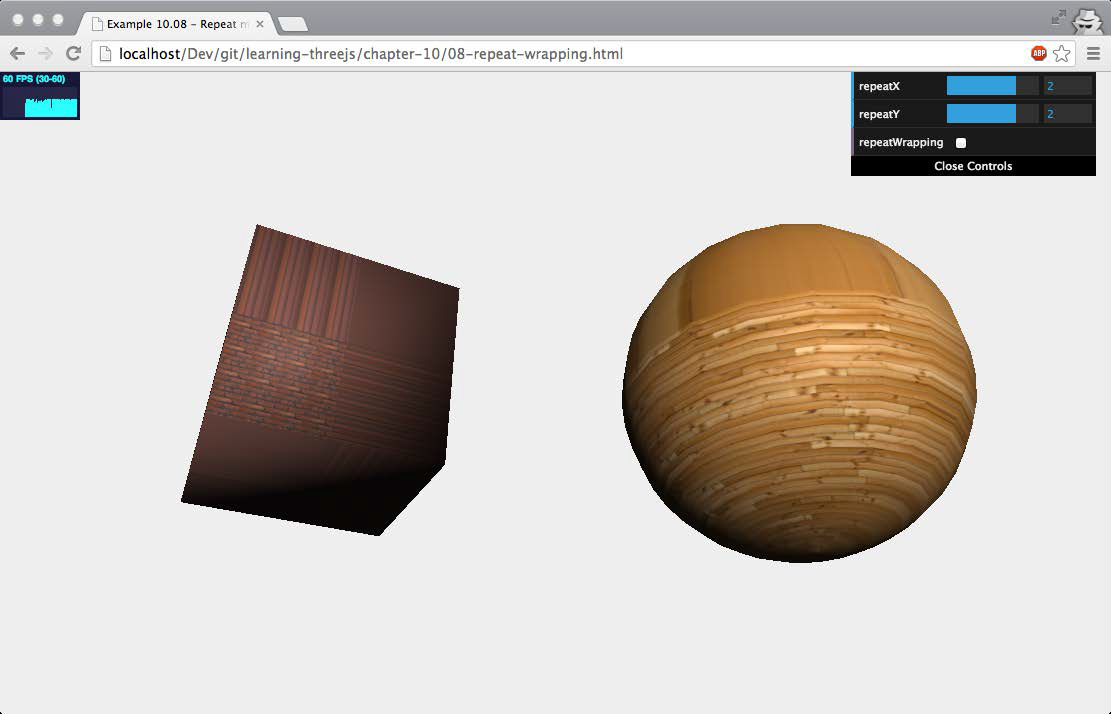 Example 10.08 - Repeat m
localhost/Dev/git/learning-threejs/chapter-10/08-repeat-wrapping.html
ABP
60 FPS (30-60)
repeatX 2
repeatY 2
repeatWrapping
Close Controls